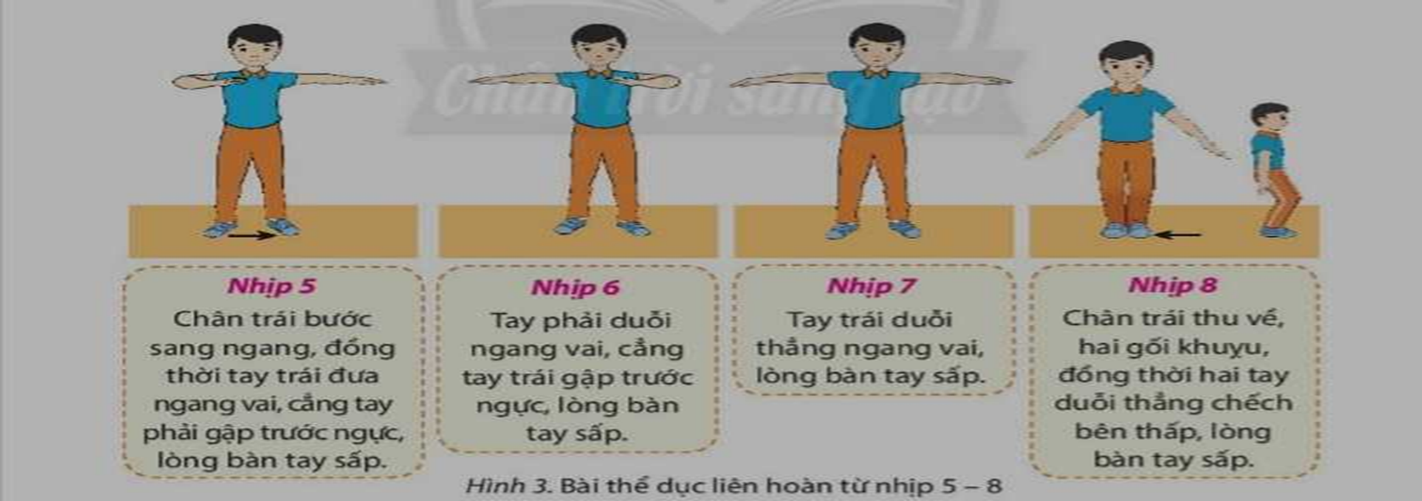 Chân trời sáng tạo
Nhịp 5
Chân trái bước
sang ngang, đồng
thời tay trái đưa
ngang vai, cẳng tay
phải gập trước ngực,
lòng bàn tay sấp.
Nhịp 6
Tay phải duỗi
ngang vai, cẳng
tay trái gập trước
ngực, lòng bàn
tay sấp.
Nhịp 7
Tay trái duỗi
thẳng ngang vai,
lòng bàn tay sấp.
Nhịp 8
Chân trái thu về,
hai gối khuỵu,
đồng thời hai tay
duỗi thẳng chếch
bên thấp, lòng
bàn tay sấp.
Hình 3. Bài thể dục liên hoàn từ nhịp 5 – 8